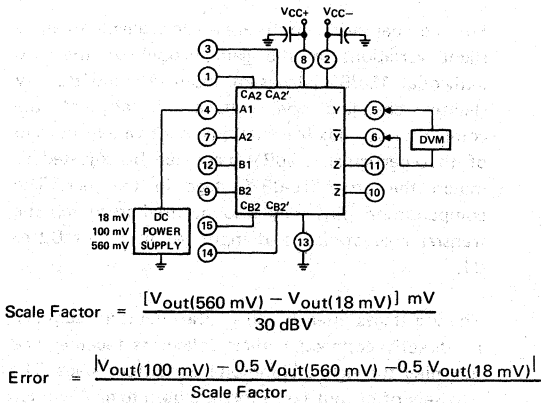 VCC+ VCC−
3
8 2
1
CA2 CA2'
4 A1 Y 5
7 A2 Y̅ 6 DVM
12 B1 Z 11
9 B2 Z̅ 10
CB2 CB2'
18 mV DC 15
100 mV POWER 13
560 mV SUPPLY 14
Scale Factor = [Vout(560 mV) − Vout(18 mV)] mV
30 dBV
Error = |Vout(100 mV) − 0.5 Vout(560 mV) −0.5 Vout(18 mV)|
Scale Factor